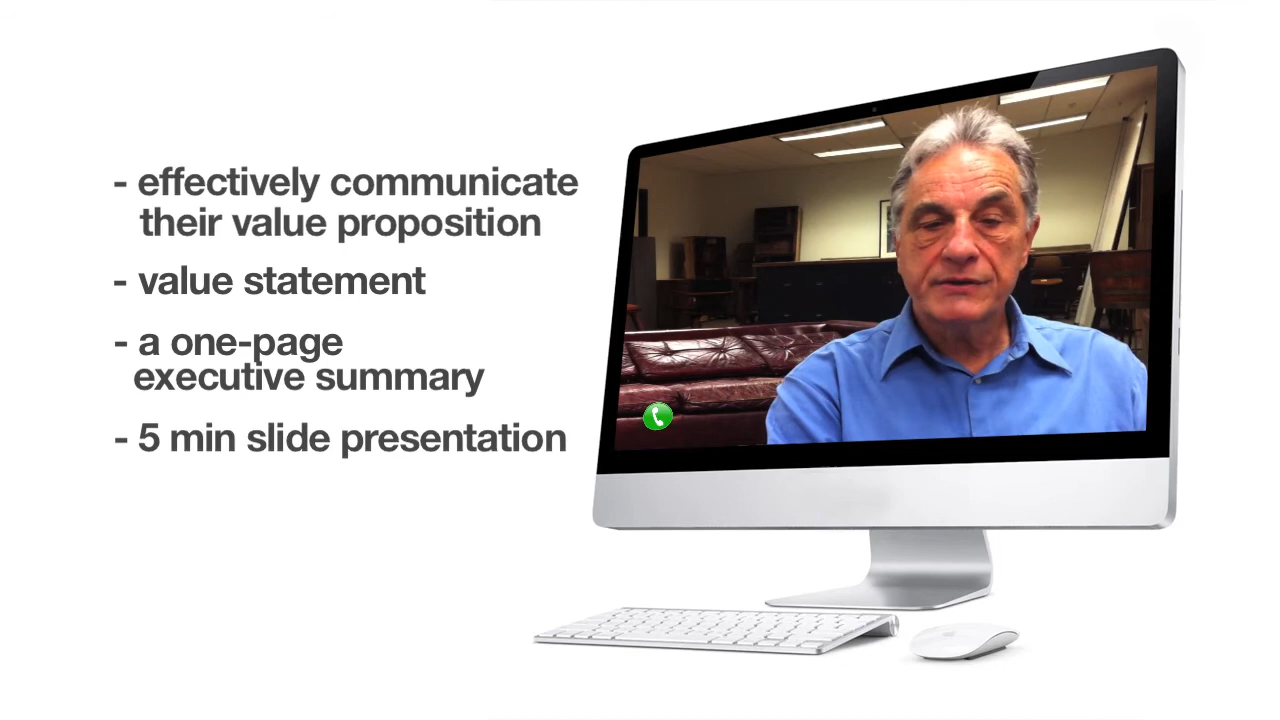 - effectively communicate
their value proposition
- value statement
- a one-page
executive summary
- 5 min slide presentation